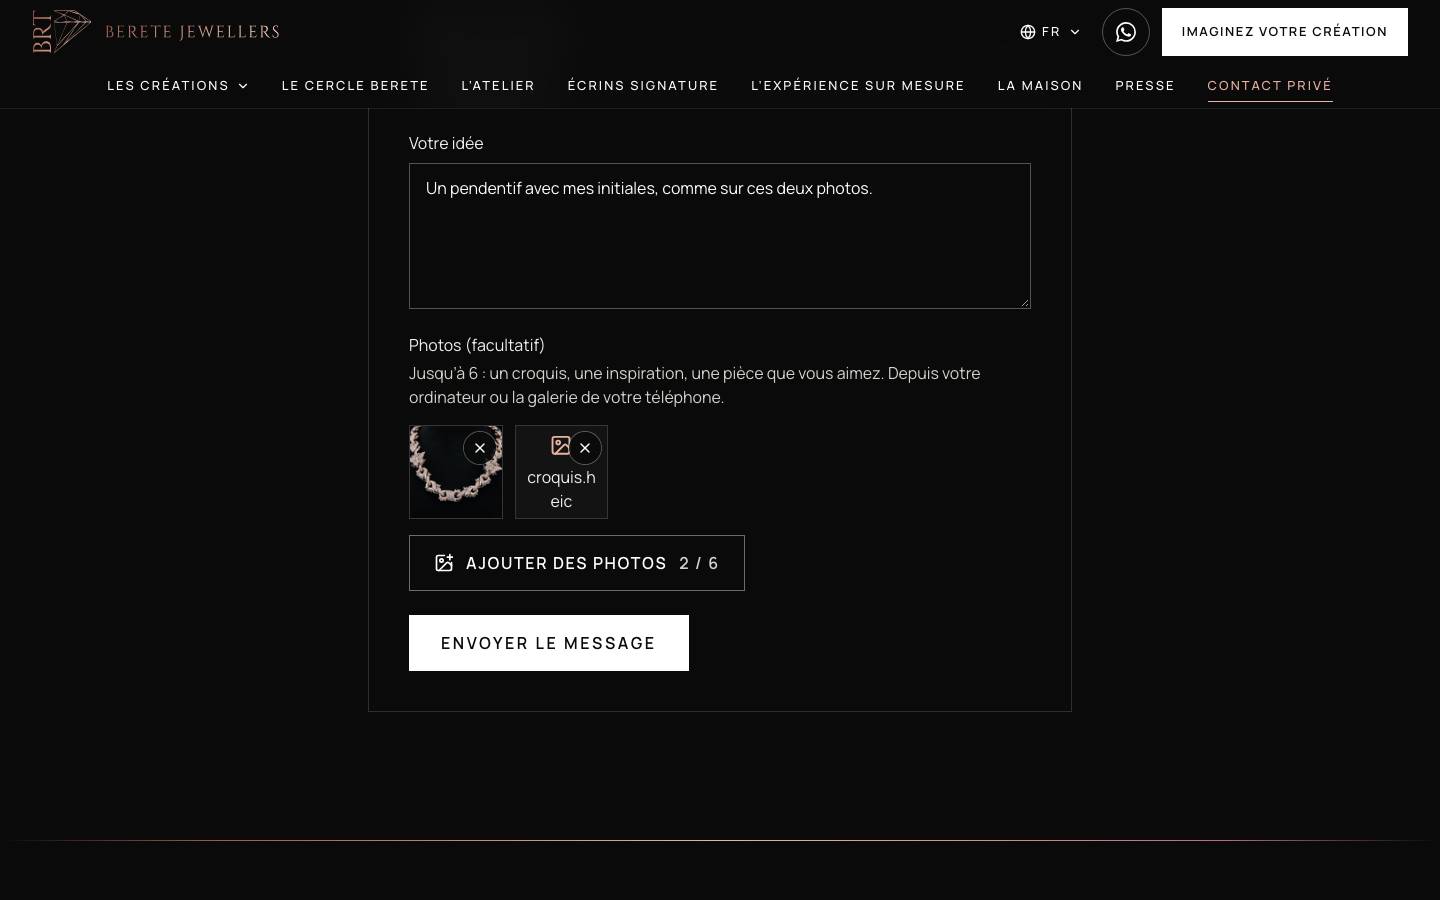 BRT
BERETE JEWELLERS
FR
IMAGINEZ VOTRE CRÉATION
LES CRÉATIONS
LE CERCLE BERETE
L'ATELIER
ÉCRINS SIGNATURE
L'EXPÉRIENCE SUR MESURE
LA MAISON
PRESSE
CONTACT PRIVÉ
Votre idée
Un pendentif avec mes initiales, comme sur ces deux photos.
Photos (facultatif)
Jusqu'à 6 : un croquis, une inspiration, une pièce que vous aimez. Depuis votre
ordinateur ou la galerie de votre téléphone.
croquis.h
eic
AJOUTER DES PHOTOS 2 / 6
ENVOYER LE MESSAGE